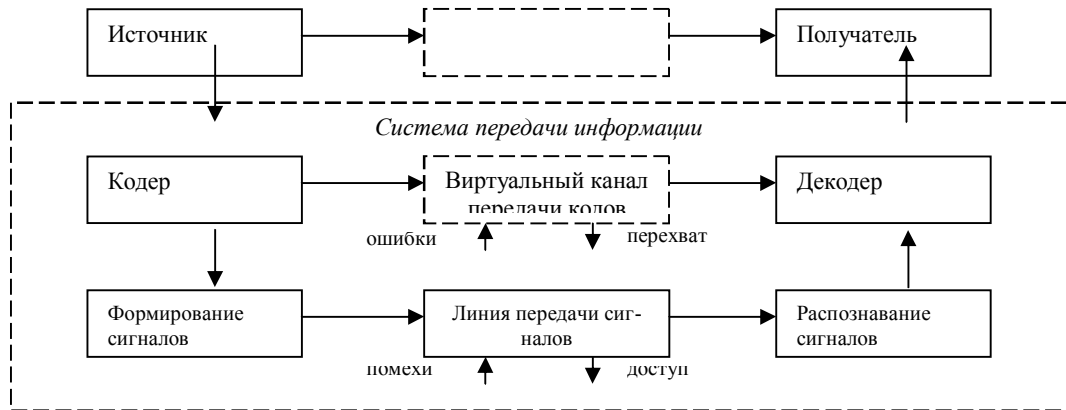 Источник
Получатель
Система передачи информации
Кодер
Виртуальный канал
передачи кодов
Декодер
ошибки
перехват
Формирование
сигналов
Линия передачи сиг-
налов
Распознавание
сигналов
помехи
доступ